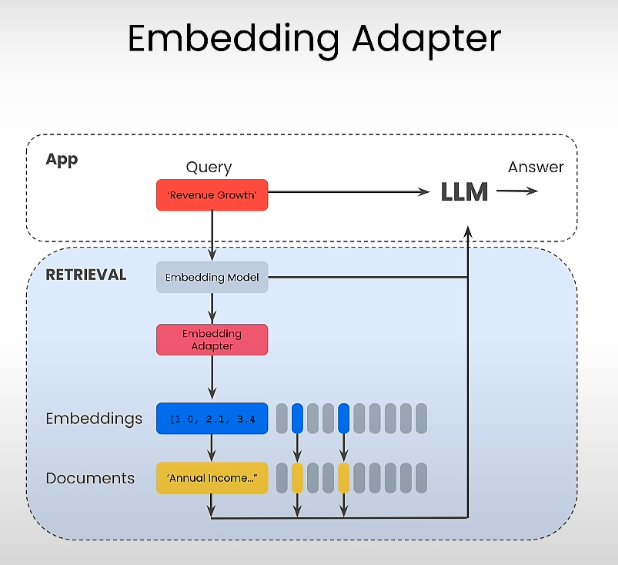 Embedding Adapter
App
Query
Answer
'Revenue Growth'
LLM
RETRIEVAL
Embedding Model
Embedding
Adapter
Embeddings
[1.0, 2.1, 3.4
Documents
'Annual Income..."